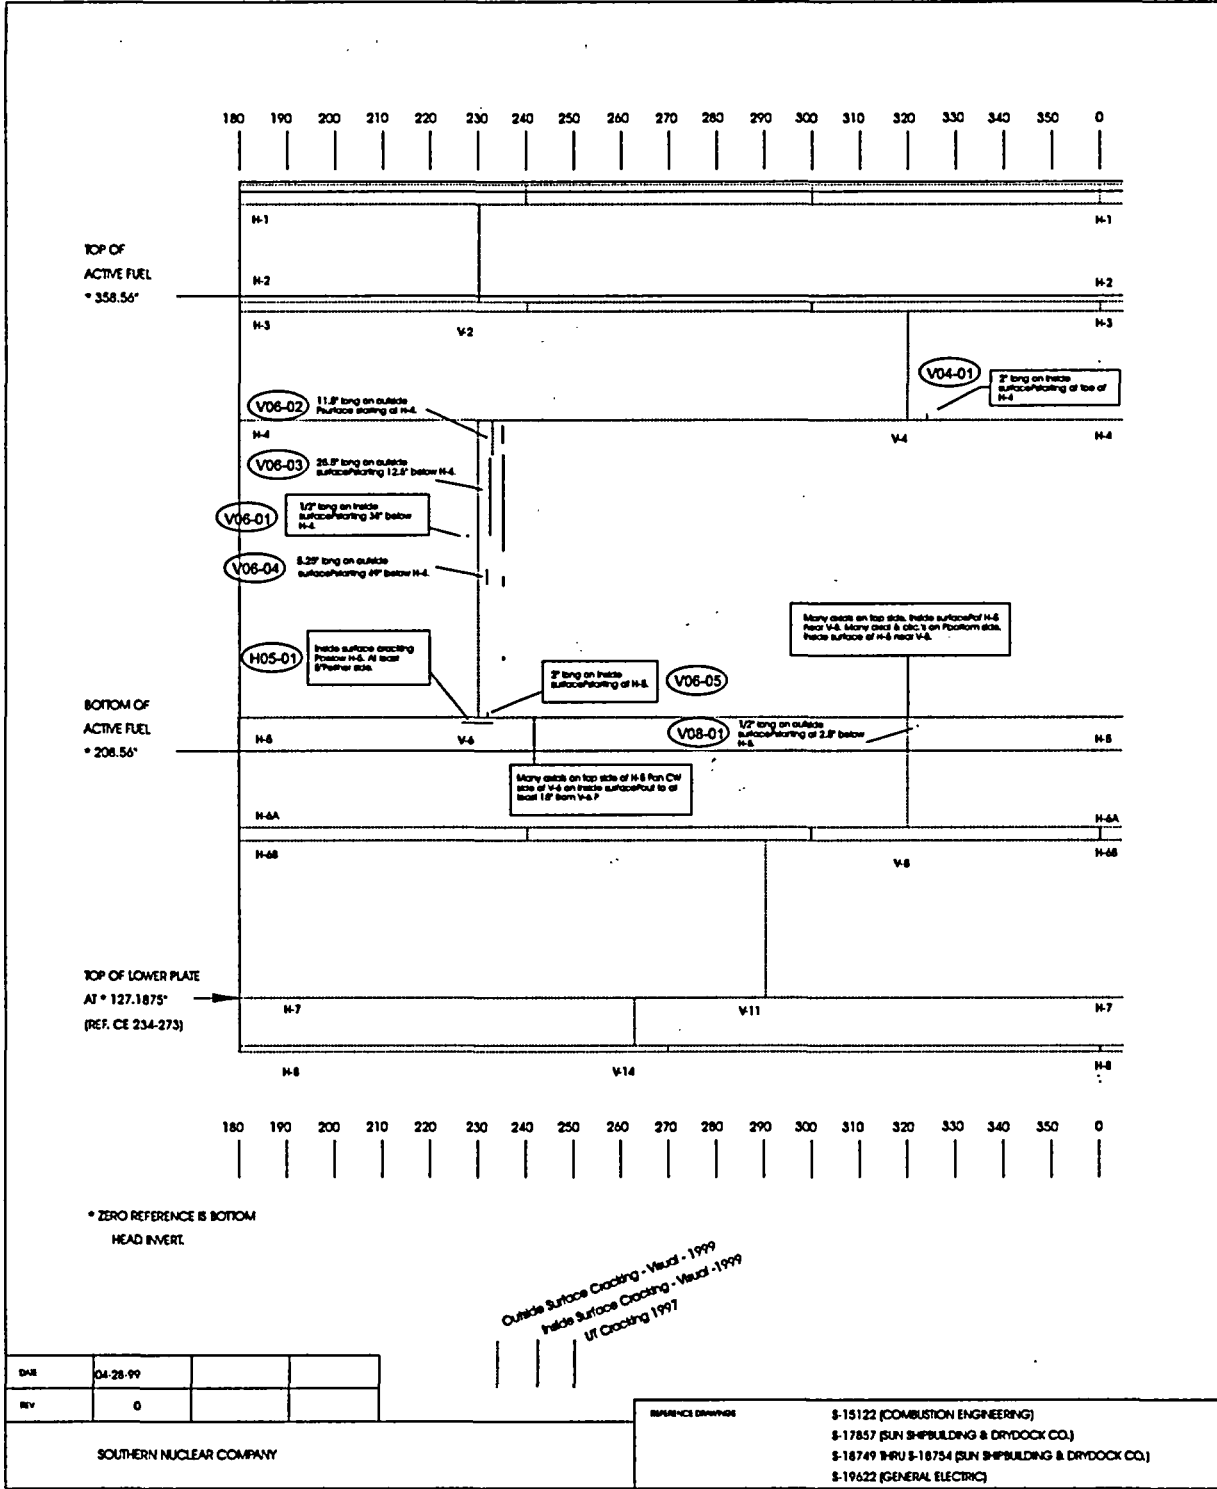 180 190 200 210 220 230 240 250 260 270 280 290 300 310 320 330 340 350 0
H-1 H-1
TOP OF
ACTIVE FUEL
* 358.56"
H-2 H-2
H-3 V-2 H-3
V04-01
2" long on inside
surface?starting at toe of
H-4
V06-02
11.8" long on outside
?surface starting at H-4.
H-4 V-4 H-4
V06-03
surface?starting 12.5" below H-4.
V06-01
1/2" long on inside
surface?starting 38" below
H-4.
V06-04
5.25" long on outside
surface?starting 49" below H-4.
Many axials on top side, inside surface?of H-5
near V-8. Many axial & circ.'s on ?bottom side,
inside surface of H-5 near V-8.
H05-01
Inside surface cracking
?below H-5. At least
8"?either side.
2" long on inside
surface?starting at H-5.
V06-05
BOTTOM OF
ACTIVE FUEL
* 208.56"
V08-01
1/2" long on outside
surface?starting at 2.8" below
H-5.
H-5 V-6 H-5
Many axials on top side of H-5 ?on CW
side of V-6 on inside surface?out to at
least 18" from V-6.?
H-6A H-6A
H-6B V-8 H-6B
TOP OF LOWER PLATE
AT * 127.1875"
(REF. CE 234-273)
H-7 V-11 H-7
H-8 V-14 H-8
180 190 200 210 220 230 240 250 260 270 280 290 300 310 320 330 340 350 0
* ZERO REFERENCE IS BOTTOM
HEAD INVERT.
Outside Surface Cracking - Visual - 1999
Inside Surface Cracking - Visual -1999
UT Cracking 1997
DATE 04-28-99
REV 0
SOUTHERN NUCLEAR COMPANY
REFERENCE DRAWINGS
S-15122 (COMBUSTION ENGINEERING)
S-17857 (SUN SHIPBUILDING & DRYDOCK CO.)
S-18749 THRU S-18754 (SUN SHIPBUILDING & DRYDOCK CO.)
S-19622 (GENERAL ELECTRIC)